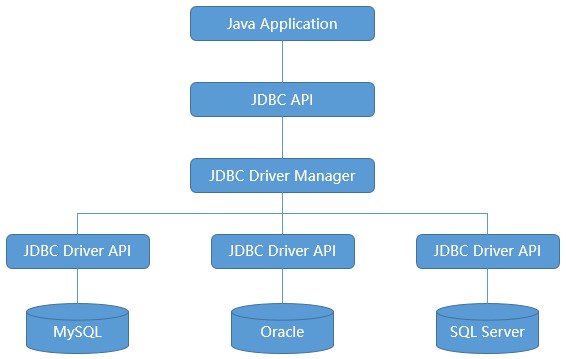 Java Application
JDBC API
JDBC Driver Manager
JDBC Driver API
JDBC Driver API
JDBC Driver API
MySQL
Oracle
SQL Server